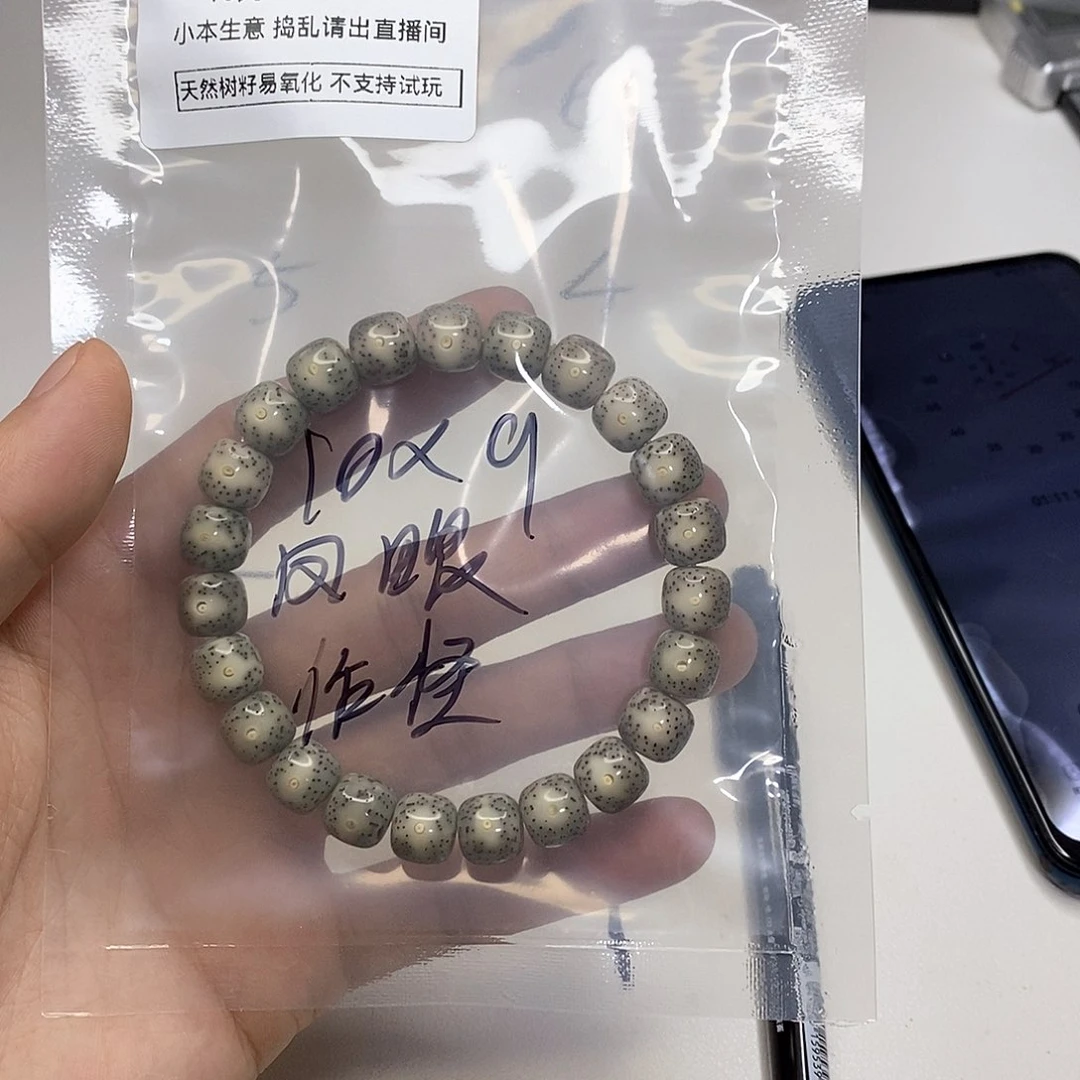 小本生意 捣乱请出直播间
天然树籽易氧化 不支持试玩
10x9
凤眼
作怪